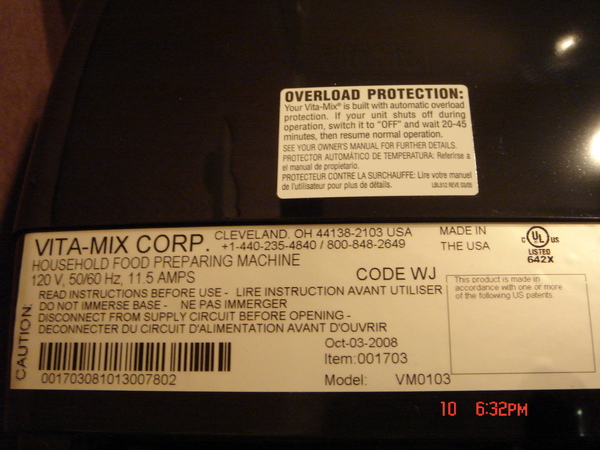 OVERLOAD PROTECTION:
Your Vita-Mix® is built with automatic overload
protection. If your unit shuts off during
operation, switch it to "OFF" and wait 20-45
minutes, then resume normal operation.
SEE YOUR OWNER'S MANUAL FOR FURTHER DETAILS.
PROTECTOR AUTOMÁTICO DE TEMPERATURA: Referirse a
el manual de propietario.
PROTECTEUR CONTRE LA SURCHAUFFE: Lire votre manuel
de l'utilisateur pour plus de détails.
VITA-MIX CORP.
CLEVELAND, OH 44138-2103 USA
+1-440-235-4840 / 800-848-2649
MADE IN
THE USA
C UL US
LISTED
642X
HOUSEHOLD FOOD PREPARING MACHINE
120 V, 50/60 Hz, 11.5 AMPS
CODE WJ
CAUTION:
READ INSTRUCTIONS BEFORE USE - LIRE INSTRUCTION AVANT UTILISER
DO NOT IMMERSE BASE - NE PAS IMMERGER
DISCONNECT FROM SUPPLY CIRCUIT BEFORE OPENING -
DECONNECTER DU CIRCUIT D'ALIMENTATION AVANT D'OUVRIR
This product is made in
accordance with one or more
of the following US patents:
Oct-03-2008
Item:001703
001703081013007802
Model: VM0103
10 6:32PM